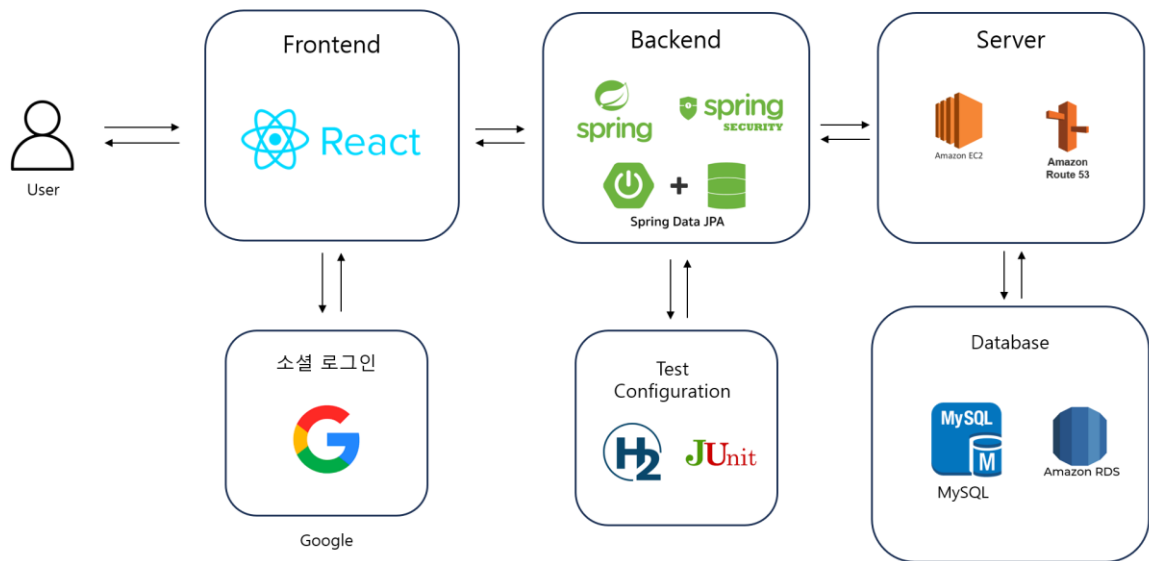 Frontend
React
Backend
spring
spring
SECURITY
Spring Data JPA
Server
Amazon EC2
Amazon
Route 53
User
소셜 로그인
Google
Test
Configuration
H2
JUnit
Database
MySQL
M
MySQL
Amazon RDS